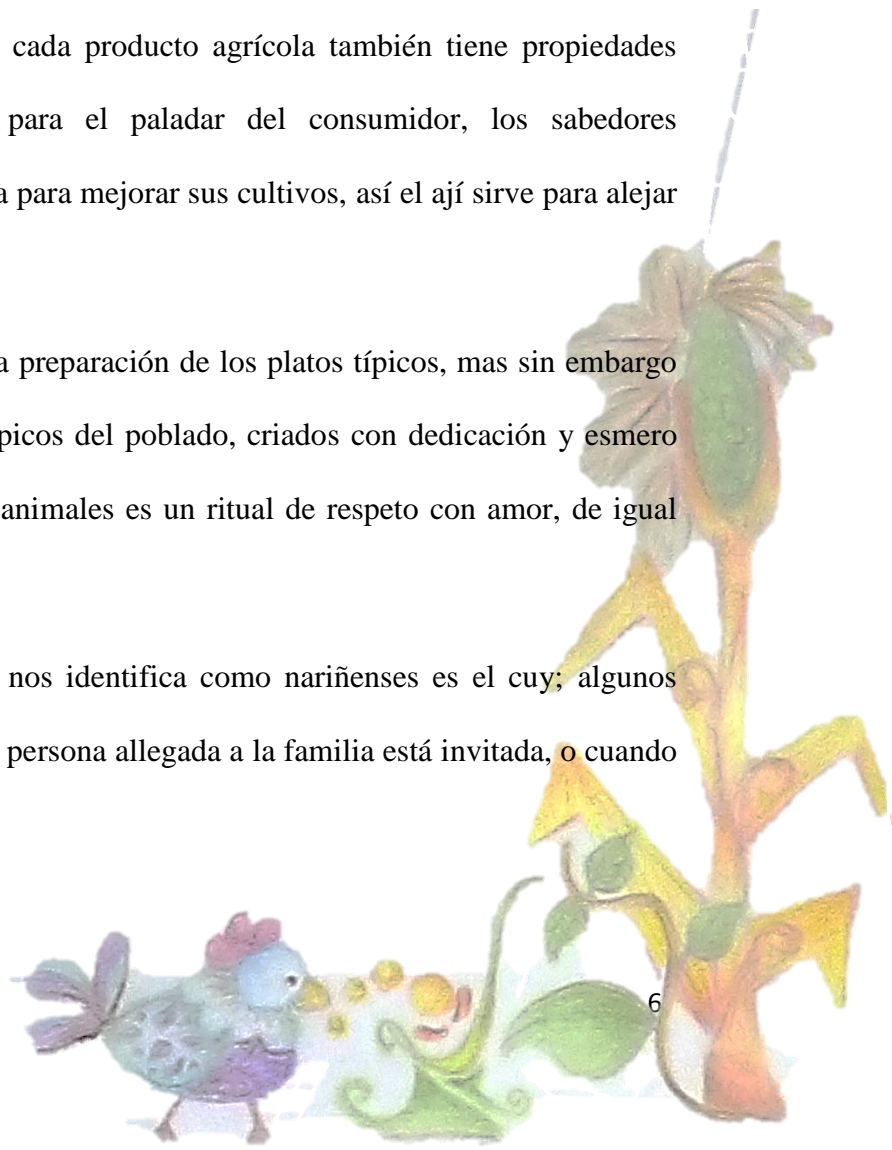 cada producto agrícola también tiene propiedades
para el paladar del consumidor, los sabedores
a para mejorar sus cultivos, así el ají sirve para alejar
a preparación de los platos típicos, mas sin embargo
picos del poblado, criados con dedicación y esmero
animales es un ritual de respeto con amor, de igual
nos identifica como nariñenses es el cuy; algunos
persona allegada a la familia está invitada, o cuando
6